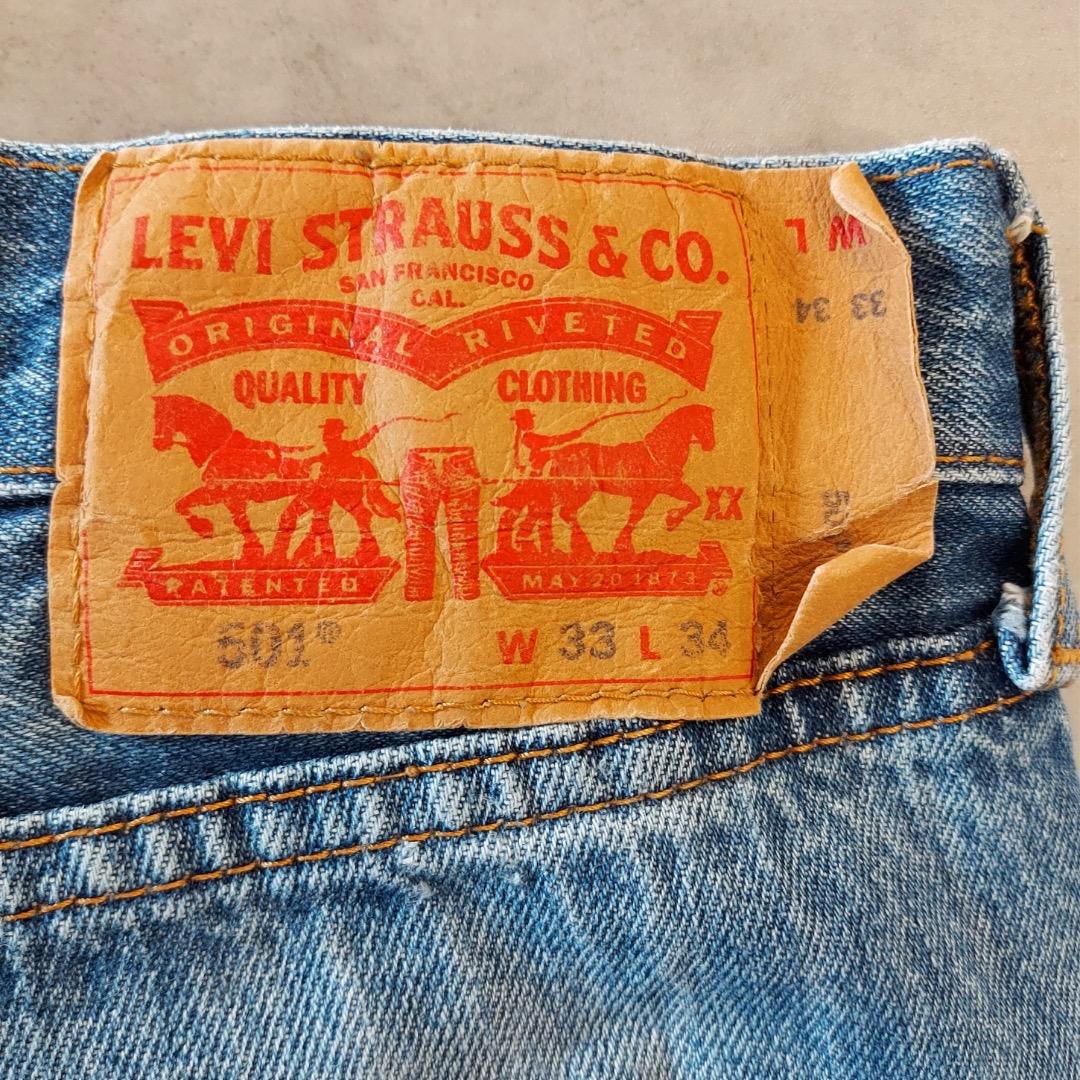 LEVI STRAUSS & CO.
SAN FRANCISCO
CAL.
ORIGINAL RIVETED
QUALITY CLOTHING
XX
PATENTED MAY 20 1873 ®
501® W 33 L 34
L W
34 33